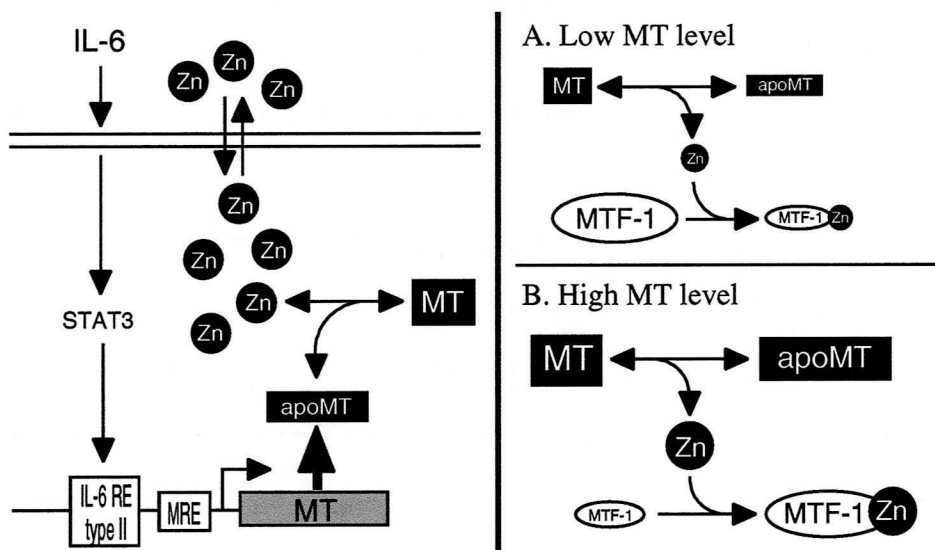 IL-6
Zn
Zn
Zn
Zn
Zn
Zn
Zn
Zn
MT
STAT3
apoMT
IL-6 RE
type II
MRE
MT
A. Low MT level
MT
apoMT
Zn
MTF-1
MTF-1
Zn
B. High MT level
MT
apoMT
Zn
MTF-1
MTF-1
Zn